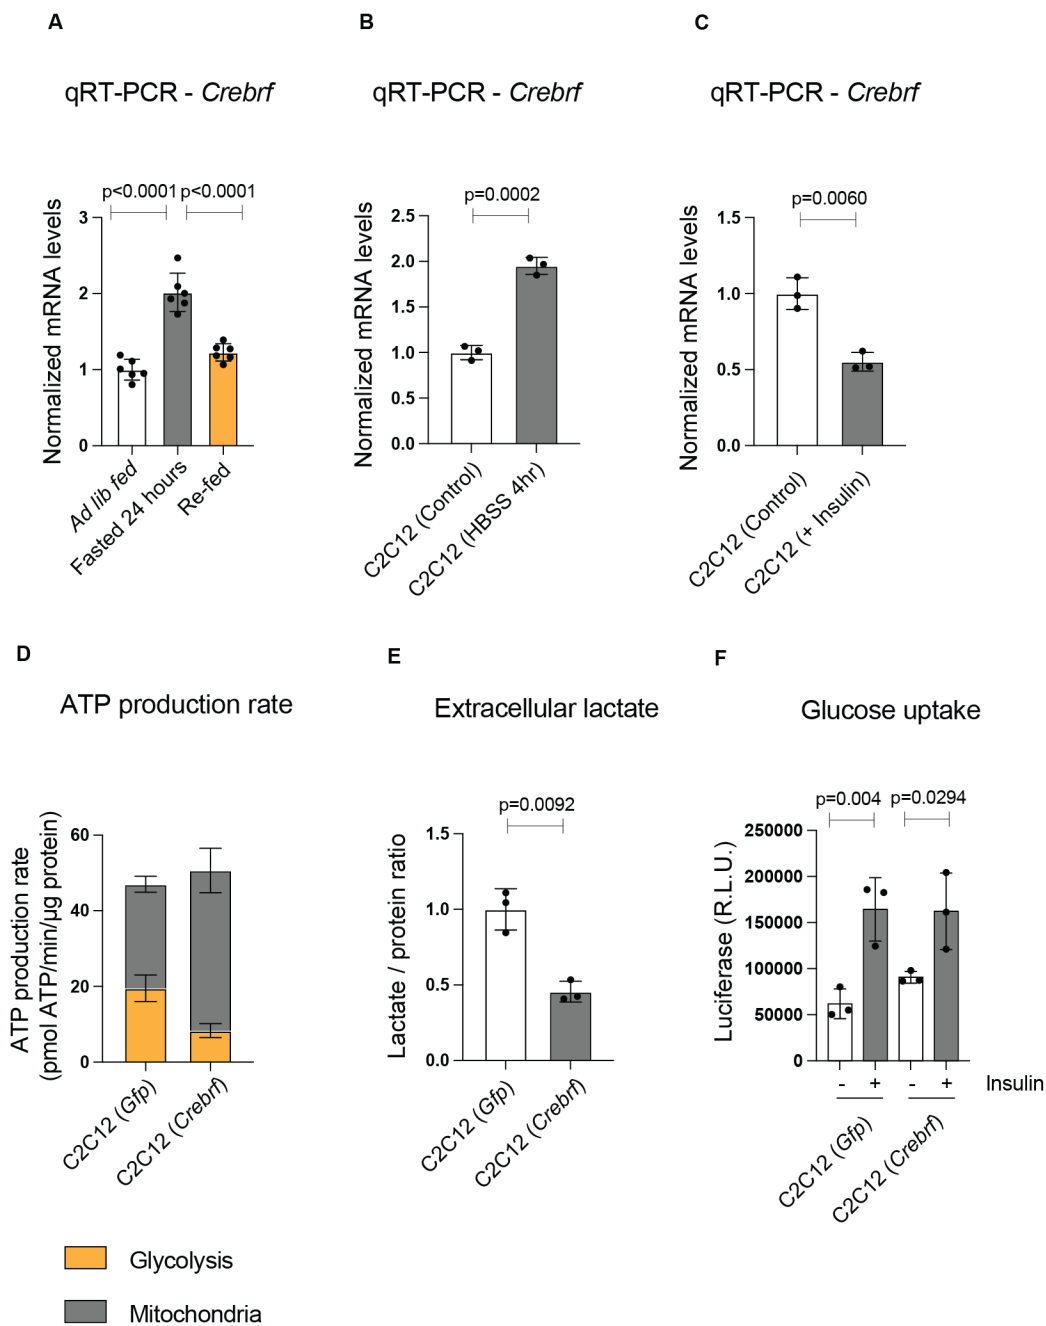 A
qRT-PCR - Crebrf
p<0.0001 p<0.0001
Normalized mRNA levels
3
2
1
0
Ad lib fed
Fasted 24 hours
Re-fed
B
qRT-PCR - Crebrf
p=0.0002
Normalized mRNA levels
2.5
2.0
1.5
1.0
0.5
0.0
C2C12 (Control)
C2C12 (HBSS 4hr)
C
qRT-PCR - Crebrf
p=0.0060
Normalized mRNA levels
1.5
1.0
0.5
0.0
C2C12 (Control)
C2C12 (+ Insulin)
D
ATP production rate
ATP production rate
(pmol ATP/min/µg protein)
60
40
20
0
C2C12 (Gfp)
C2C12 (Crebrf)
Glycolysis
Mitochondria
E
Extracellular lactate
p=0.0092
Lactate / protein ratio
1.5
1.0
0.5
0.0
C2C12 (Gfp)
C2C12 (Crebrf)
F
Glucose uptake
p=0.004 p=0.0294
Luciferase (R.L.U.)
250000
200000
150000
100000
50000
0
- + - + Insulin
C2C12 (Gfp)
C2C12 (Crebrf)